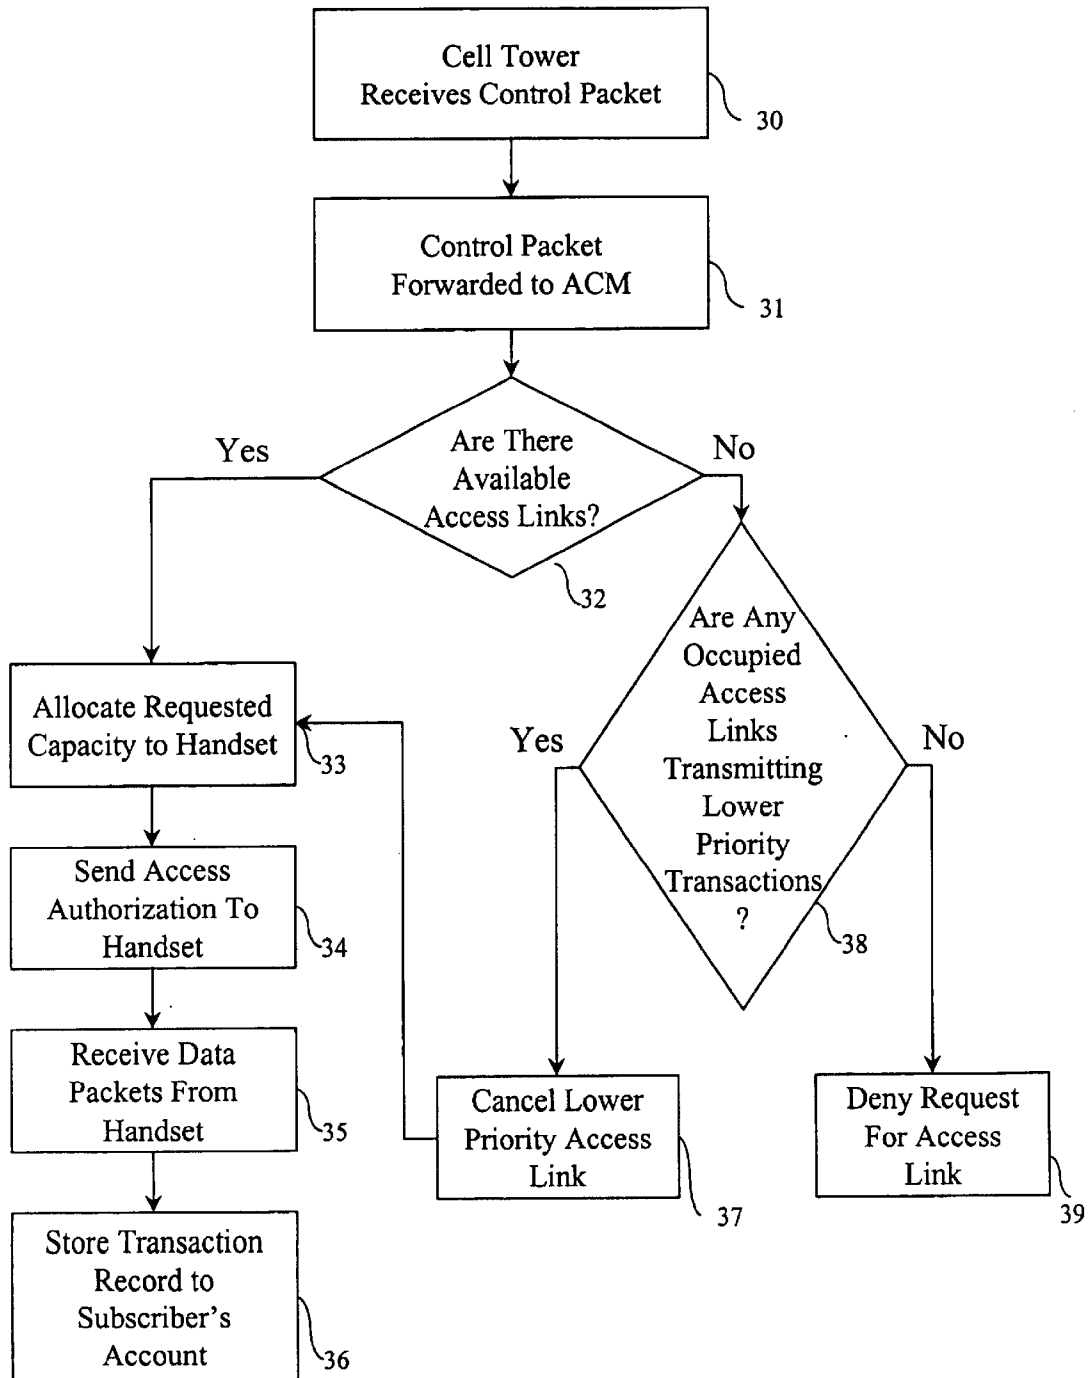 Cell Tower
Receives Control Packet
30
Control Packet
Forwarded to ACM
31
Are There
Available
Access Links?
Yes
No
32
Are Any
Occupied
Access
Links
Transmitting
Lower
Priority
Transactions
?
Yes
No
38
Allocate Requested
Capacity to Handset
33
Send Access
Authorization To
Handset
34
Receive Data
Packets From
Handset
35
Cancel Lower
Priority Access
Link
37
Deny Request
For Access
Link
39
Store Transaction
Record to
Subscriber's
Account
36